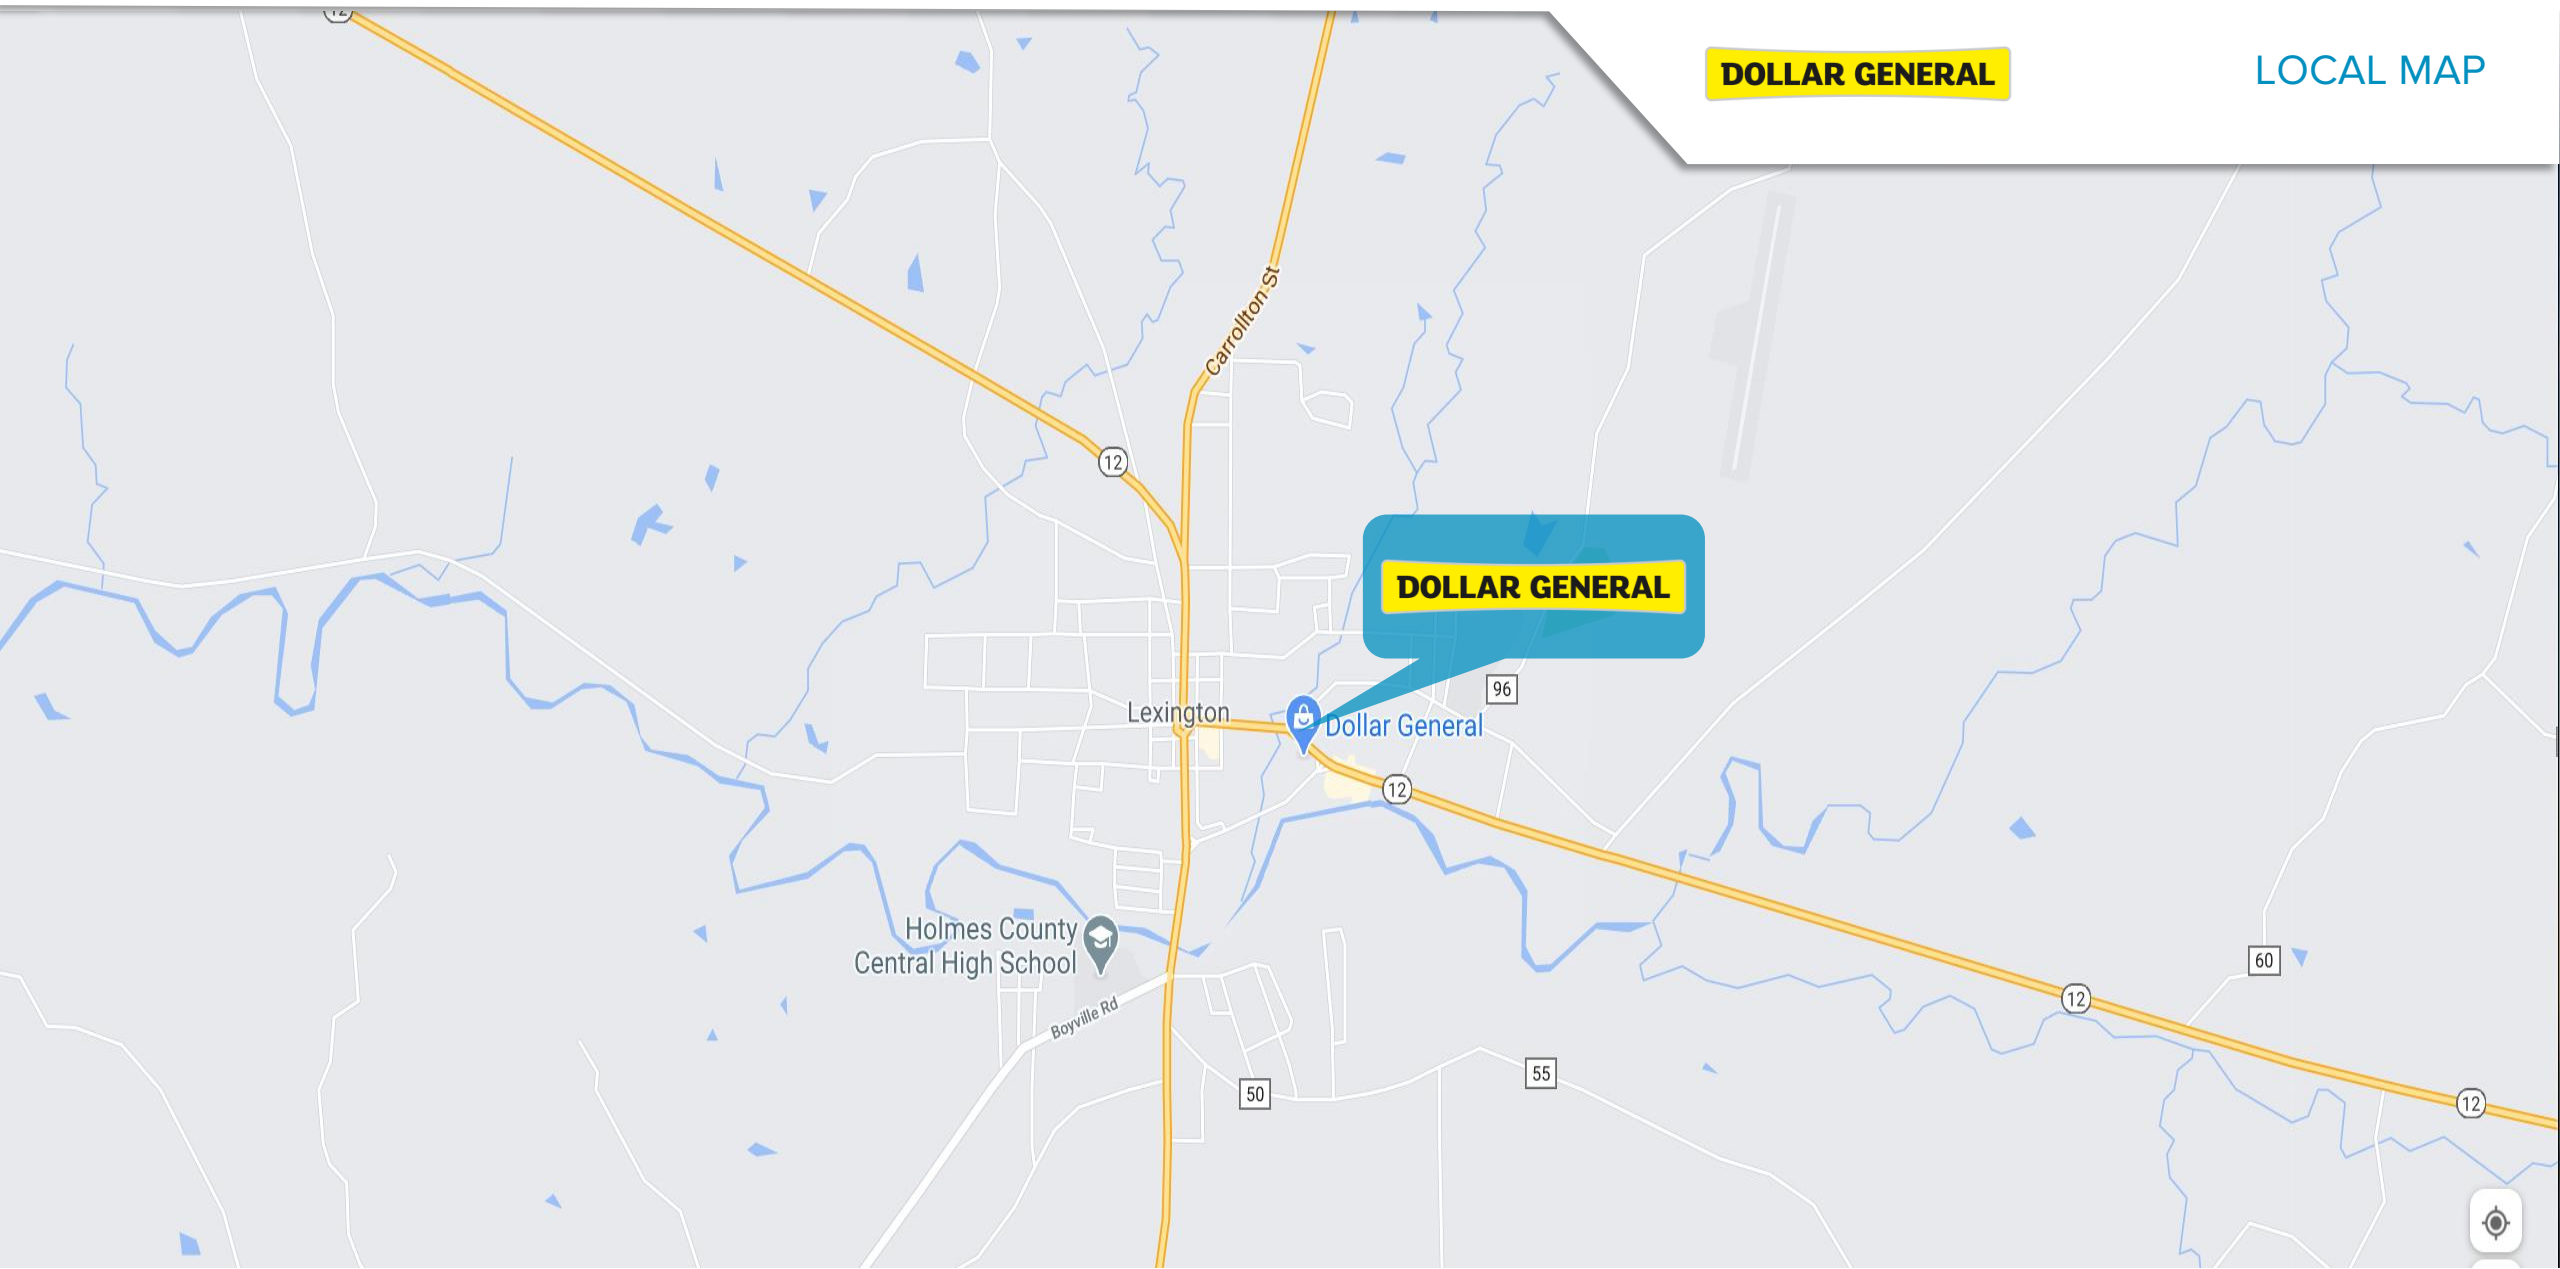 12
DOLLAR GENERAL
LOCAL MAP
Carrollton St
12
DOLLAR GENERAL
96
Lexington
Dollar General
12
Holmes County
Central High School
60
12
Boyville Rd
55
50
12